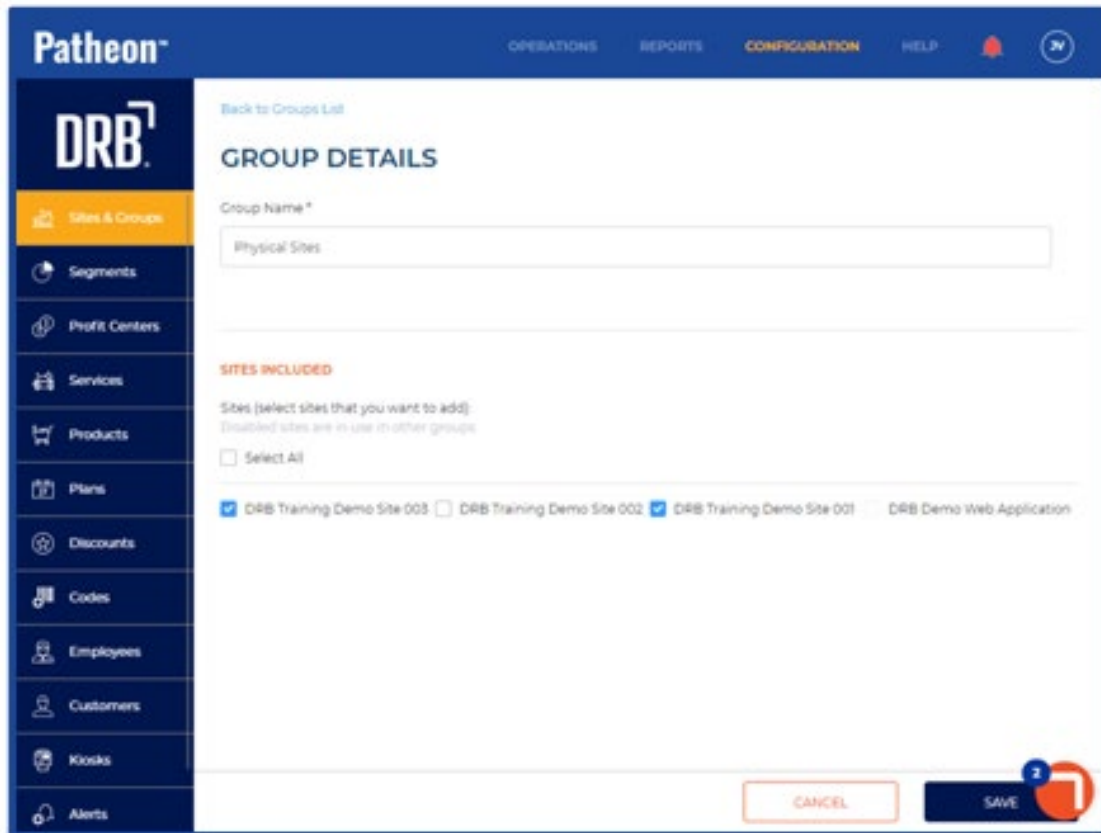 Patheon™
OPERATIONS REPORTS CONFIGURATION HELP JV
DRB.
Back to Groups List
GROUP DETAILS
Group Name *
Physical Sites
Sites & Groups
Segments
Profit Centers
Services
Products
Plans
Discounts
Codes
Employees
Customers
Kiosks
Alerts
SITES INCLUDED
Sites (select sites that you want to add):
Disabled sites are in use in other groups
Select All
DRB Training Demo Site 003 DRB Training Demo Site 002 DRB Training Demo Site 001 DRB Demo Web Application
CANCEL
SAVE
2